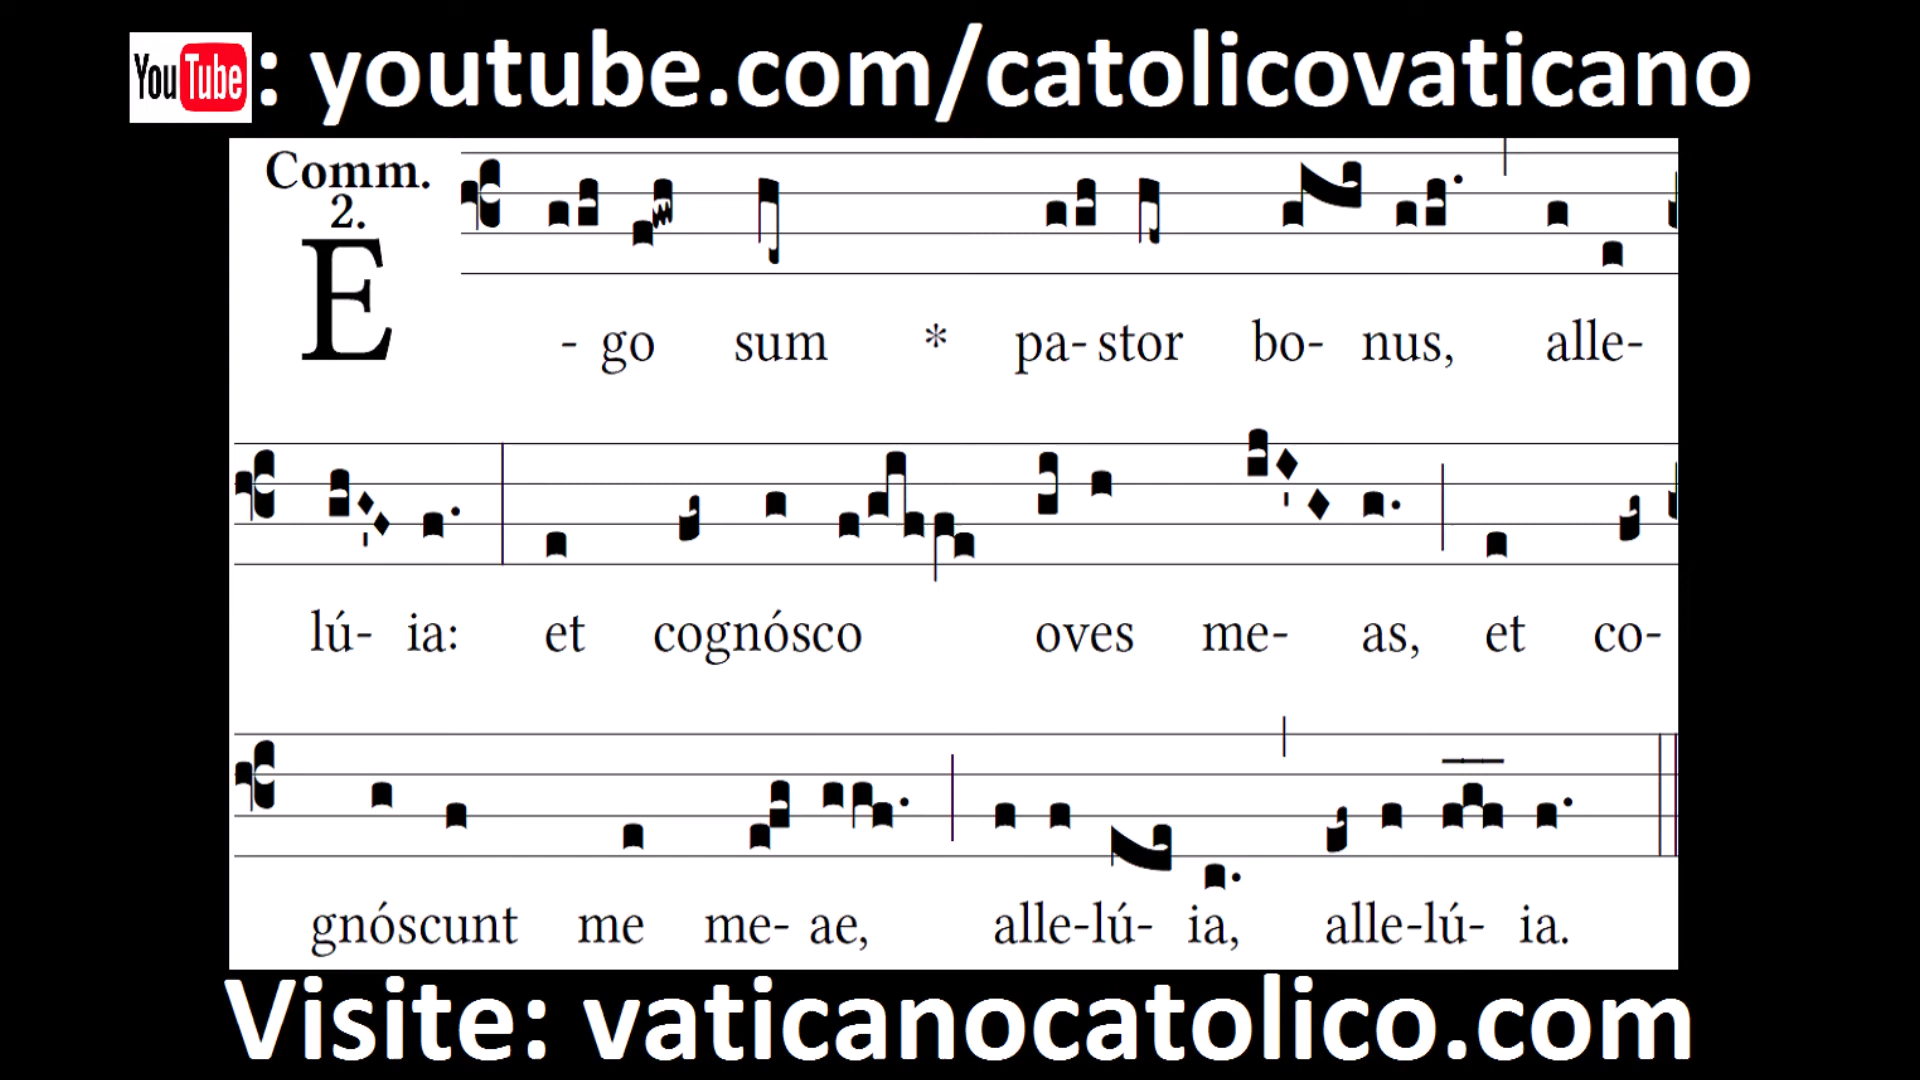 YouTube : youtube.com/catolicovaticano
Comm.
2.
E - go sum * pa- stor bo- nus, alle-
lú- ia: et cognósco oves me- as, et co-
gnóscunt me me- ae, alle-lú- ia, alle-lú- ia.
Visite: vaticanocatolico.com